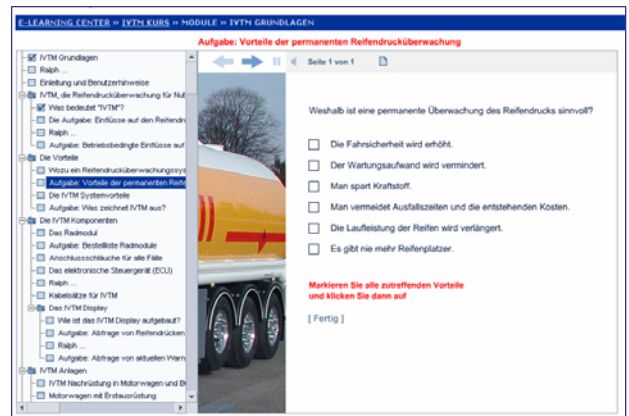 E-LEARNING CENTER » IVTM KURS » MODULE » IVTM GRUNDLAGEN
Aufgabe: Vorteile der permanenten Reifendrucküberwachung
IVTM Grundlagen
Ralph ...
Einleitung und Benutzerhinweise
IVTM, die Reifendrucküberwachung für Nut
Was bedeutet "IVTM"?
Die Aufgabe: Einflüsse auf den Reifendru
Ralph ...
Aufgabe: Betriebsbedingte Einflüsse auf
Die Vorteile
Wozu ein Reifendrucküberwachungssys
Aufgabe: Vorteile der permanenten Reife
Die IVTM Systemvorteile
Aufgabe: Was zeichnet IVTM aus?
Die IVTM Komponenten
Das Radmodul
Aufgabe: Bestellliste Radmodule
Anschlussschläuche für alle Fälle
Das elektronische Steuergerät (ECU)
Ralph ...
Kabelsätze für IVTM
Das IVTM Display
Wie ist das IVTM Display aufgebaut?
Aufgabe: Abfrage von Reifendrücken
Ralph ...
Aufgabe: Abfrage von aktuellen Warn
IVTM Anlagen
IVTM Nachrüstung in Motorwagen und
Motorwagen mit Erstausrüstung
Seite 1 von 1
Weshalb ist eine permanente Überwachung des Reifendrucks sinnvoll?
Die Fahrsicherheit wird erhöht.
Der Wartungsaufwand wird vermindert.
Man spart Kraftstoff.
Man vermeidet Ausfallszeiten und die entstehenden Kosten.
Die Laufleistung der Reifen wird verlängert.
Es gibt nie mehr Reifenplatzer.
Markieren Sie alle zutreffenden Vorteile
und klicken Sie dann auf
[ Fertig ]